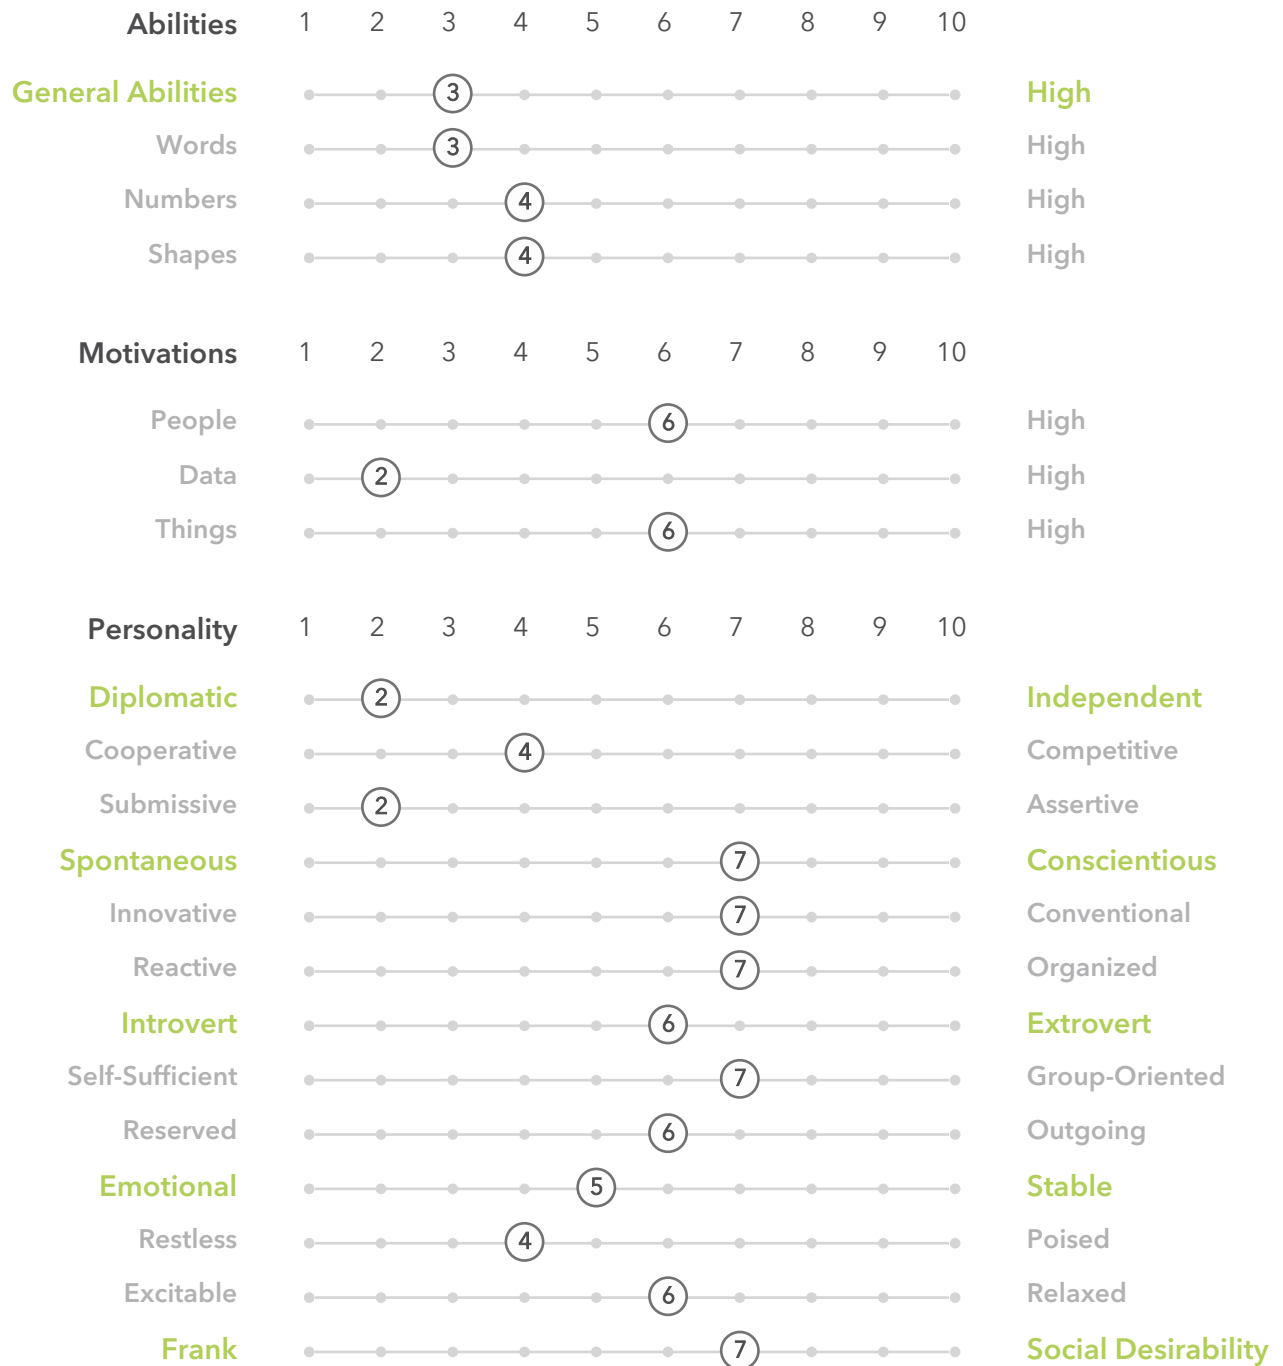 Abilities 1 2 3 4 5 6 7 8 9 10
General Abilities 3 High
Words 3 High
Numbers 4 High
Shapes 4 High
Motivations 1 2 3 4 5 6 7 8 9 10
People 6 High
Data 2 High
Things 6 High
Personality 1 2 3 4 5 6 7 8 9 10
Diplomatic 2 Independent
Cooperative 4 Competitive
Submissive 2 Assertive
Spontaneous 7 Conscientious
Innovative 7 Conventional
Reactive 7 Organized
Introvert 6 Extrovert
Self-Sufficient 7 Group-Oriented
Reserved 6 Outgoing
Emotional 5 Stable
Restless 4 Poised
Excitable 6 Relaxed
Frank 7 Social Desirability